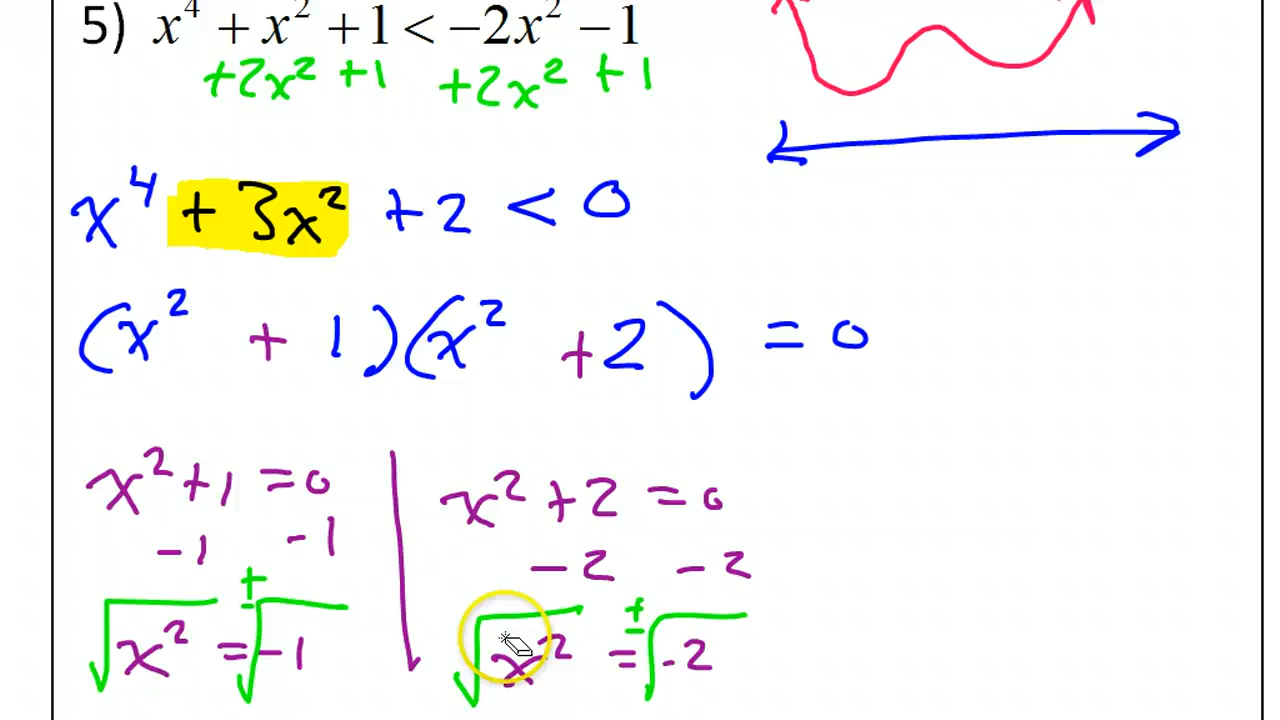 5) x⁴ + x² + 1 < −2x² − 1
+2x² +1 +2x² +1
x⁴ + 3x² + 2 < 0
(x² + 1)(x² + 2) = 0
x² + 1 = 0 x² + 2 = 0
−1 −1 −2 −2
√x² = ±√−1 √x² = ±√−2